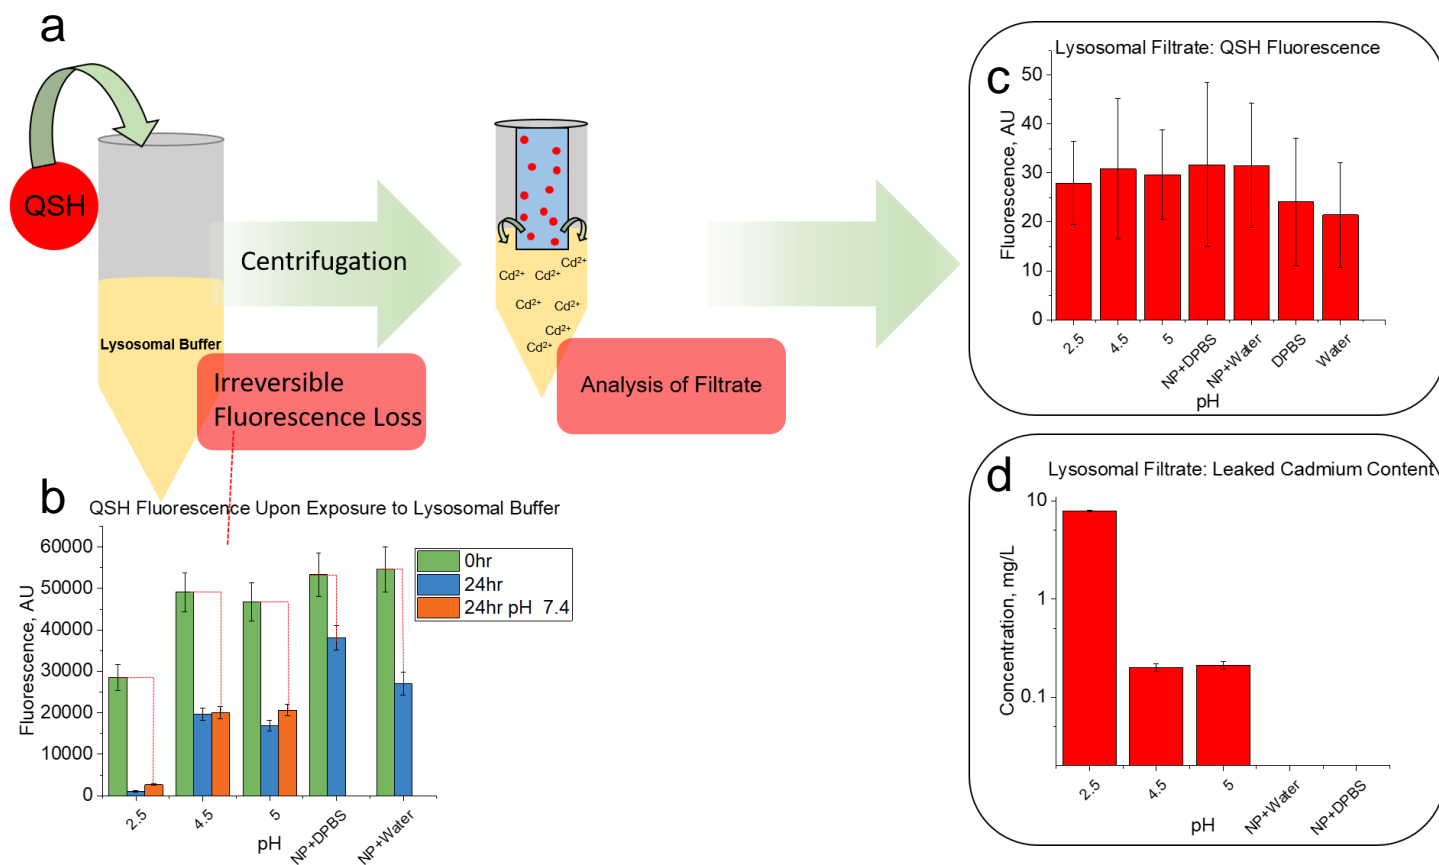 a
QSH
Lysosomal Buffer
Centrifugation
Irreversible
Fluorescence Loss
Cd²⁺
Cd²⁺
Cd²⁺
Cd²⁺
Cd²⁺
Cd²⁺
Cd²⁺
Analysis of Filtrate
b
QSH Fluorescence Upon Exposure to Lysosomal Buffer
Fluorescence, AU
60000
50000
40000
30000
20000
10000
0
0hr
24hr
24hr pH 7.4
2.5
4.5
5
NP+DPBS
NP+Water
pH
c
Lysosomal Filtrate: QSH Fluorescence
Fluorescence, AU
50
40
30
20
10
0
2.5
4.5
5
NP+DPBS
NP+Water
DPBS
Water
pH
d
Lysosomal Filtrate: Leaked Cadmium Content
Concentration, mg/L
10
1
0.1
2.5
4.5
5
NP+Water
NP+DPBS
pH